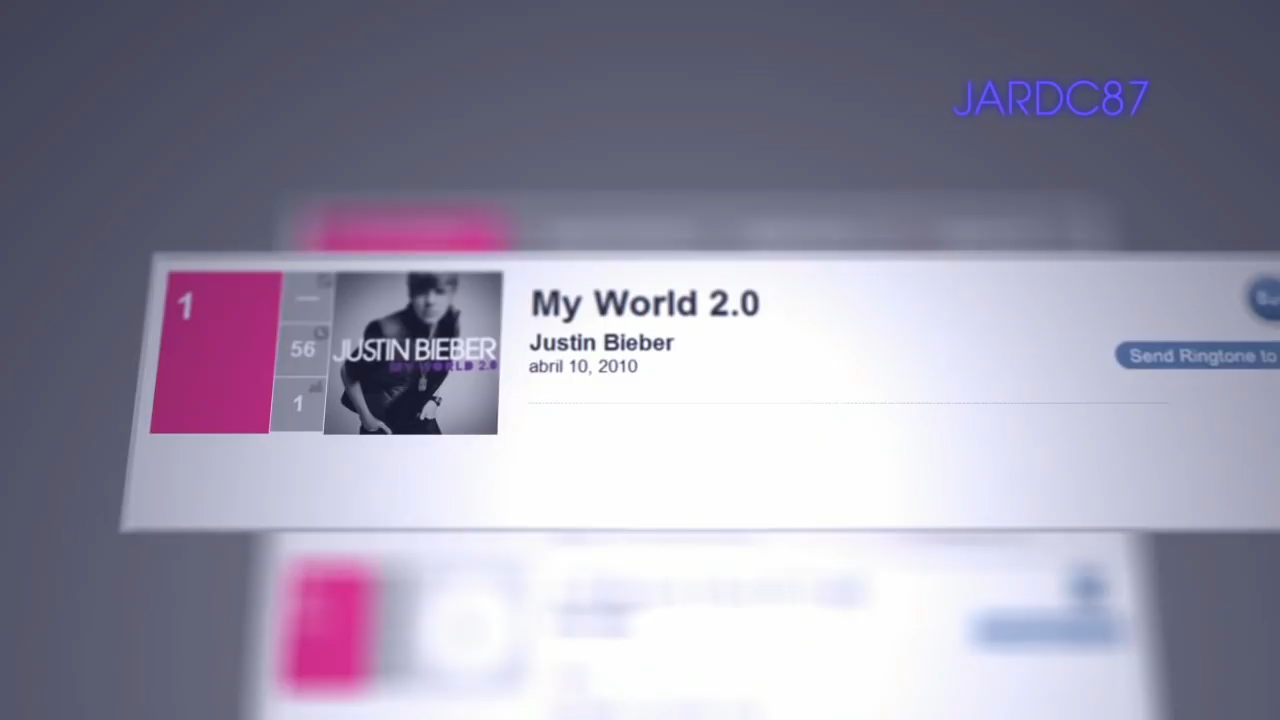 JARDC87
1
—
56
1
JUSTIN BIEBER
MY WORLD 2.0
My World 2.0
Justin Bieber
abril 10, 2010
Send Ringtone to